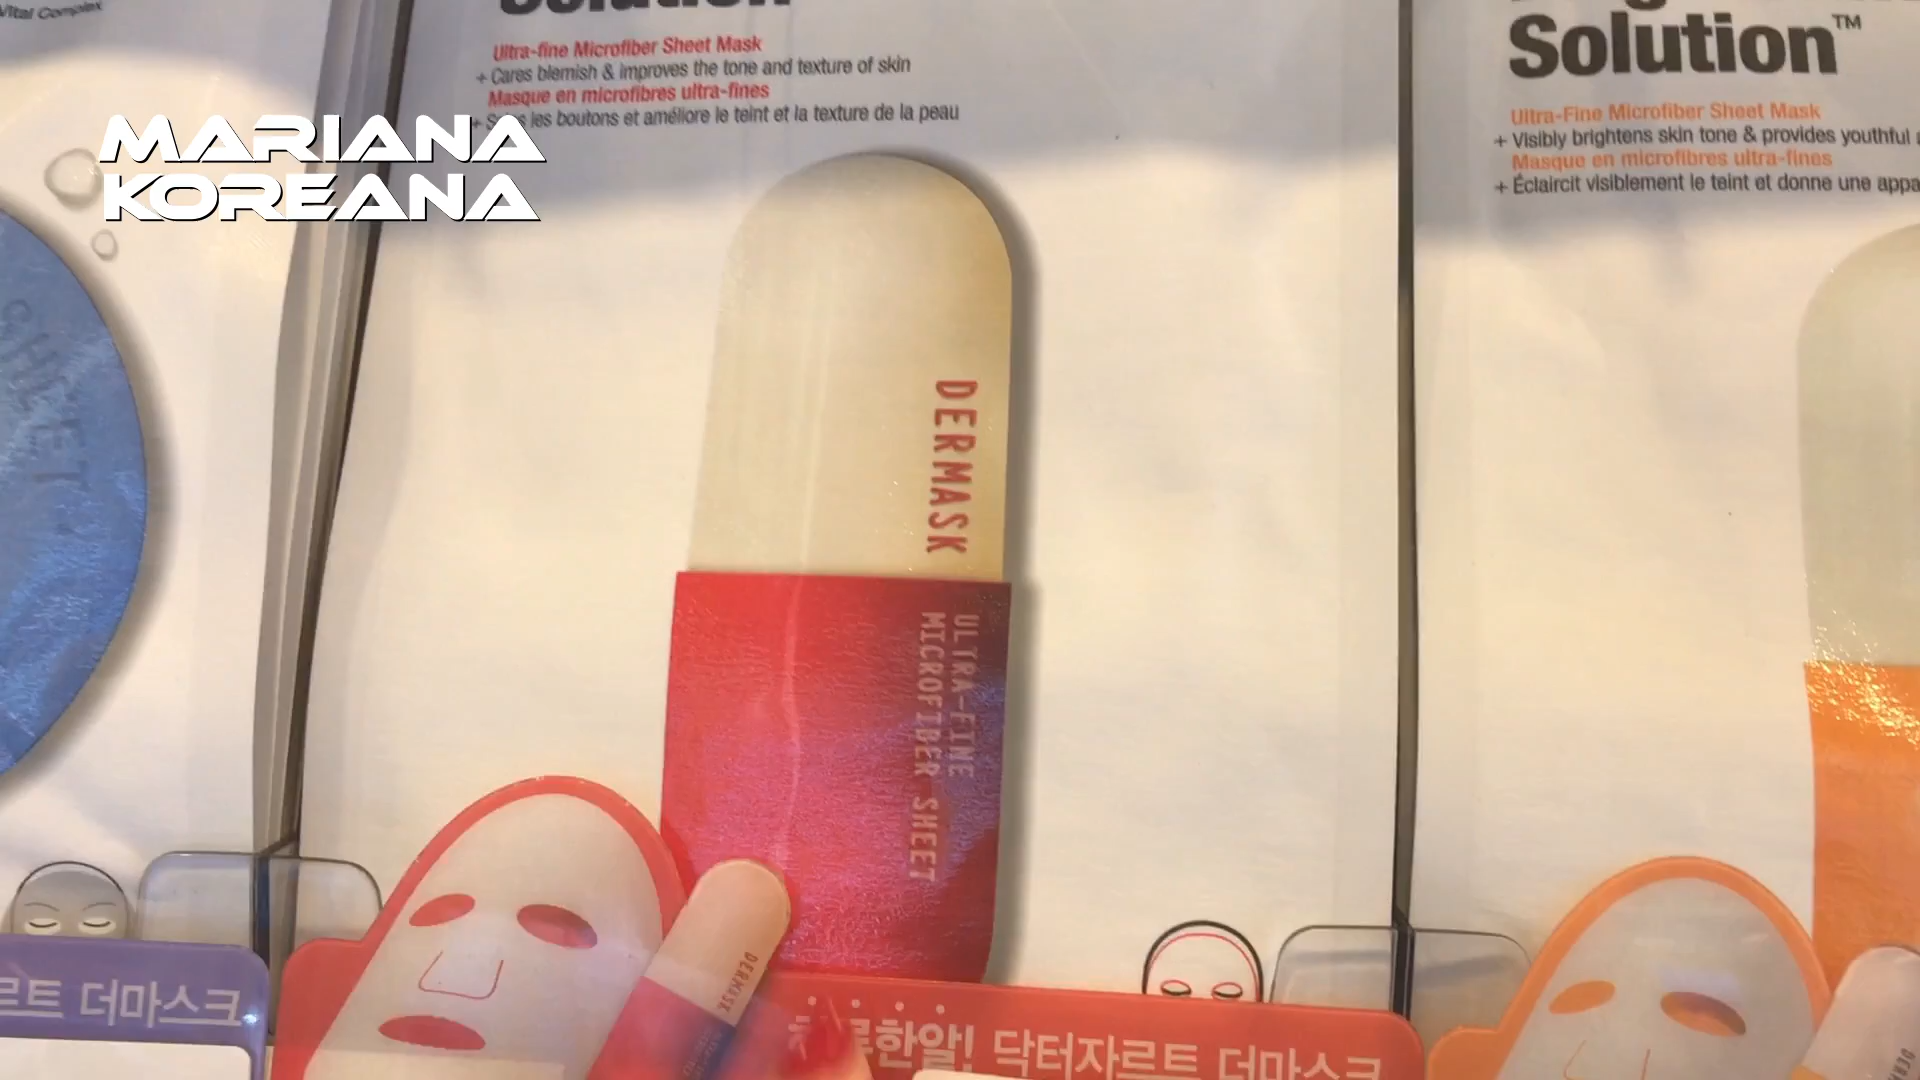 Vital Complex
Solution
Ultra-fine Microfiber Sheet Mask
+ Cares blemish & improves the tone and texture of skin
Masque en microfibres ultra-fines
les boutons et améliore le teint et la texture de la peau
MARIANA
KOREANA
Solution™
Ultra-Fine Microfiber Sheet Mask
+ Visibly brightens skin tone & provides youthful
Masque en microfibres ultra-fines
+ Éclaircit visiblement le teint et donne une
DERMASK
ULTRA-FINE
MICROFIBER SHEET
DERMASK
더마스크
한알! 닥터자르트 더마스크